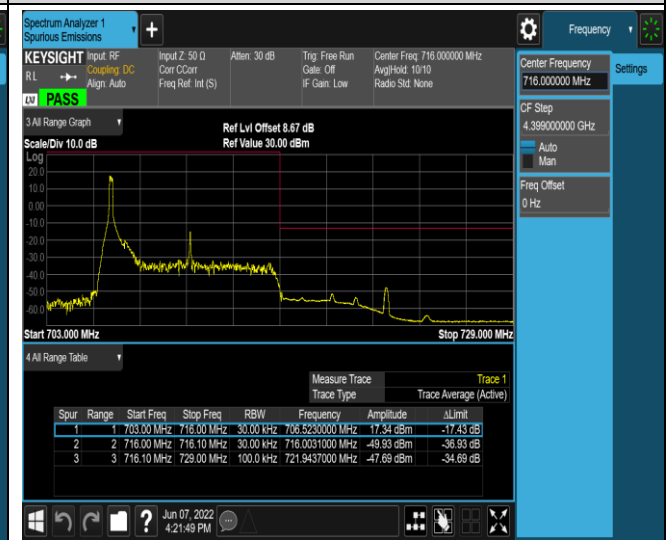 Spectrum Analyzer 1
Spurious Emissions
+
Frequency
KEYSIGHT Input: RF Input Z: 50 Ω Atten: 30 dB Trig: Free Run Center Freq: 716.000000 MHz
R L Coupling: DC Corr CCorr Gate: Off Avg|Hold: 10/10
Align: Auto Freq Ref: Int (S) IF Gain: Low Radio Std: None
LXI PASS
Center Frequency
716.000000 MHz
Settings
CF Step
4.399000000 GHz
Auto
Man
Freq Offset
0 Hz
3 All Range Graph
Ref Lvl Offset 8.67 dB
Scale/Div 10.0 dB Ref Value 30.00 dBm
Log
20.0
10.0
0.00
-10.0
-20.0
-30.0
-40.0
-50.0
-60.0
Start 703.000 MHz Stop 729.000 MHz
4 All Range Table
Measure Trace Trace 1
Trace Type Trace Average (Active)
Spur Range Start Freq Stop Freq RBW Frequency Amplitude ΔLimit
1 1 703.00 MHz 716.00 MHz 30.00 kHz 706.5230000 MHz 17.34 dBm -17.43 dB
2 2 716.00 MHz 716.10 MHz 30.00 kHz 716.0031000 MHz -49.93 dBm -36.93 dB
3 3 716.10 MHz 729.00 MHz 100.0 kHz 721.9437000 MHz -47.69 dBm -34.69 dB
? Jun 07, 2022
4:21:49 PM